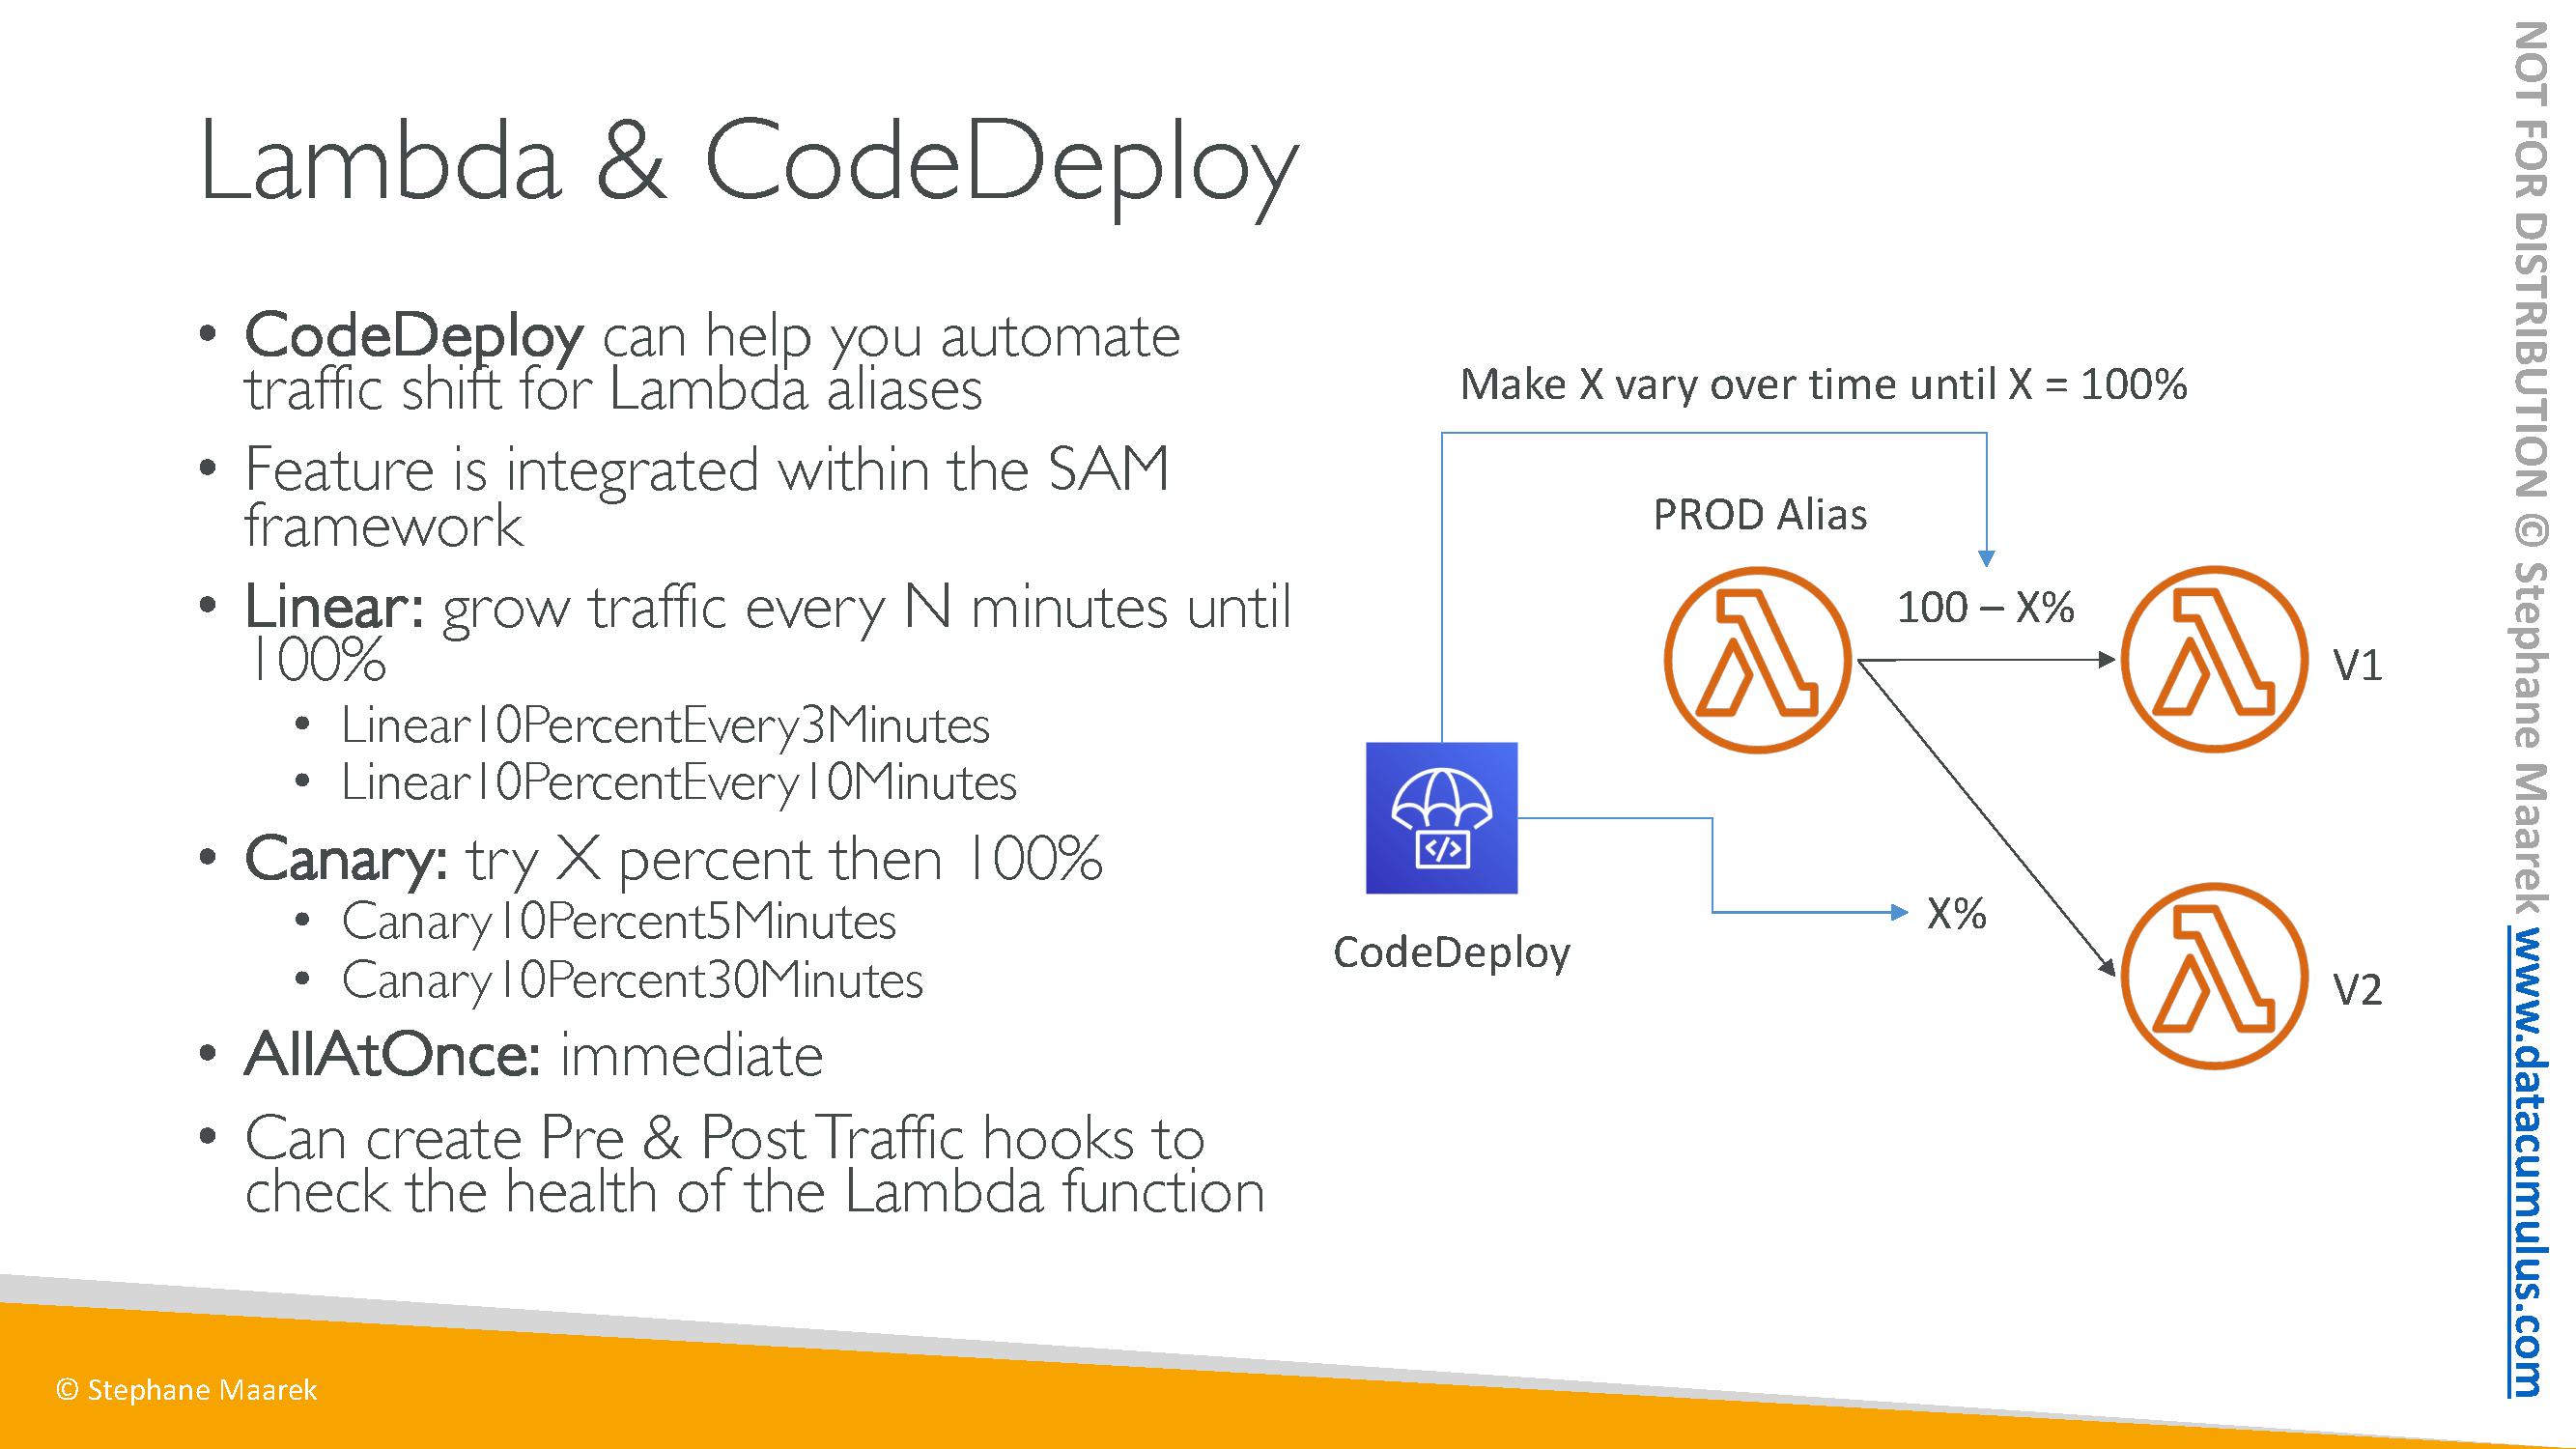 Lambda & CodeDeploy
• CodeDeploy can help you automate
traffic shift for Lambda aliases
• Feature is integrated within the SAM
framework
• Linear: grow traffic every N minutes until
100%
• Linear10PercentEvery3Minutes
• Linear10PercentEvery10Minutes
• Canary: try X percent then 100%
• Canary10Percent5Minutes
• Canary10Percent30Minutes
• AllAtOnce: immediate
• Can create Pre & Post Traffic hooks to
check the health of the Lambda function
Make X vary over time until X = 100%
PROD Alias
100 – X%
V1
CodeDeploy
X%
V2
© Stephane Maarek
NOT FOR DISTRIBUTION © Stephane Maarek www.datacumulus.com